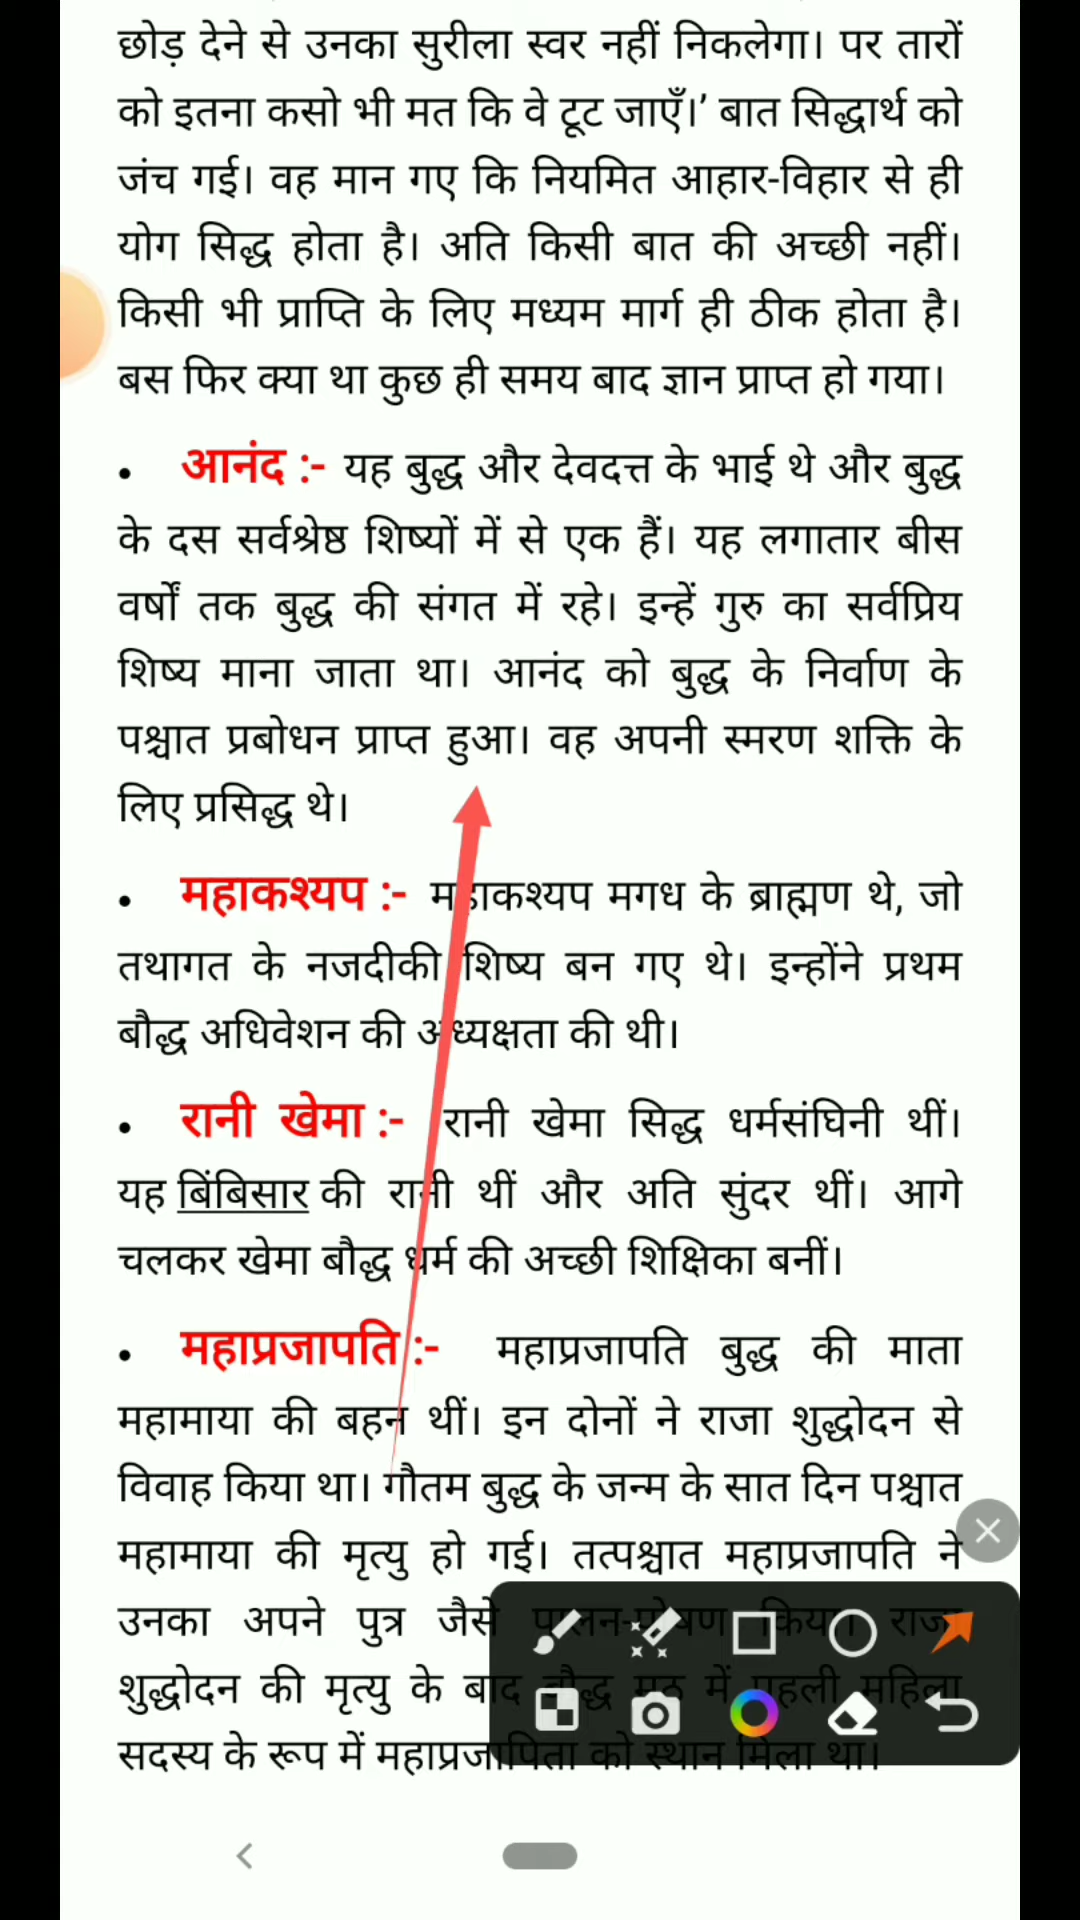 छोड़ देने से उनका सुरीला स्वर नहीं निकलेगा। पर तारों
को इतना कसो भी मत कि वे टूट जाएँ।’ बात सिद्धार्थ को
जंच गई। वह मान गए कि नियमित आहार-विहार से ही
योग सिद्ध होता है। अति किसी बात की अच्छी नहीं।
किसी भी प्राप्ति के लिए मध्यम मार्ग ही ठीक होता है।
बस फिर क्या था कुछ ही समय बाद ज्ञान प्राप्त हो गया।
• आनंद :- यह बुद्ध और देवदत्त के भाई थे और बुद्ध
के दस सर्वश्रेष्ठ शिष्यों में से एक हैं। यह लगातार बीस
वर्षों तक बुद्ध की संगत में रहे। इन्हें गुरु का सर्वप्रिय
शिष्य माना जाता था। आनंद को बुद्ध के निर्वाण के
पश्चात प्रबोधन प्राप्त हुआ। वह अपनी स्मरण शक्ति के
लिए प्रसिद्ध थे।
• महाकश्यप :- महाकश्यप मगध के ब्राह्मण थे, जो
तथागत के नजदीकी शिष्य बन गए थे। इन्होंने प्रथम
बौद्ध अधिवेशन की अध्यक्षता की थी।
• रानी खेमा :- रानी खेमा सिद्ध धर्मसंघिनी थीं।
यह बिंबिसार की रानी थीं और अति सुंदर थीं। आगे
चलकर खेमा बौद्ध धर्म की अच्छी शिक्षिका बनीं।
• महाप्रजापति :- महाप्रजापति बुद्ध की माता
महामाया की बहन थीं। इन दोनों ने राजा शुद्धोदन से
विवाह किया था। गौतम बुद्ध के जन्म के सात दिन पश्चात
महामाया की मृत्यु हो गई। तत्पश्चात महाप्रजापति ने
उनका अपने पुत्र जैसे पालन-पोषण किया। राजा
शुद्धोदन की मृत्यु के बाद बौद्ध मठ में पहली महिला
सदस्य के रूप में महाप्रजापिता को स्थान मिला था।